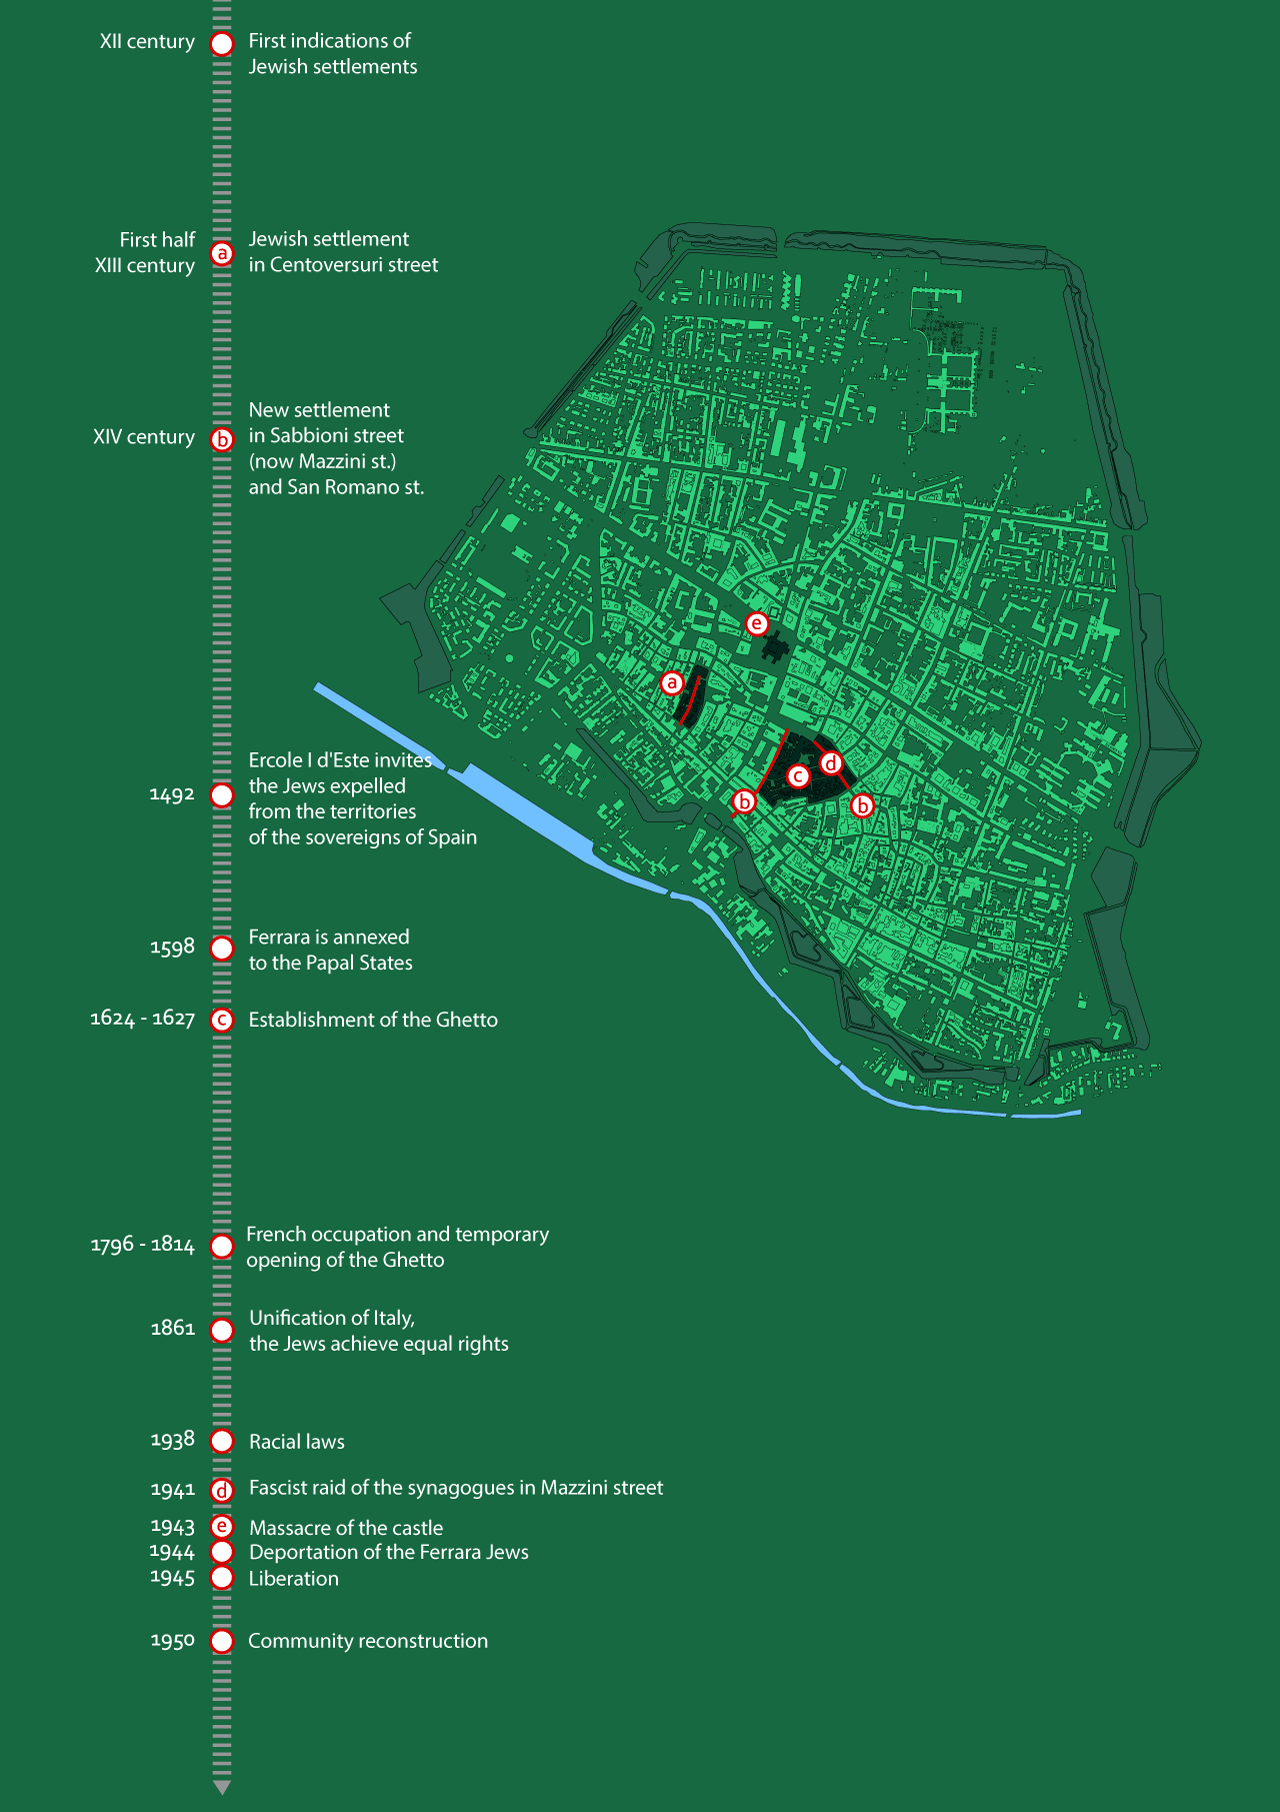 XII century
First indications of
Jewish settlements
First half
XIII century
a
Jewish settlement
in Centoversuri street
XIV century
b
New settlement
in Sabbioni street
(now Mazzini st.)
and San Romano st.
1492
Ercole I d'Este invites
the Jews expelled
from the territories
of the sovereigns of Spain
1598
Ferrara is annexed
to the Papal States
1624 - 1627
c
Establishment of the Ghetto
1796 - 1814
French occupation and temporary
opening of the Ghetto
1861
Unification of Italy,
the Jews achieve equal rights
1938
Racial laws
1941
d
Fascist raid of the synagogues in Mazzini street
1943
e
Massacre of the castle
1944
Deportation of the Ferrara Jews
1945
Liberation
1950
Community reconstruction
e
a
d
c
b
b